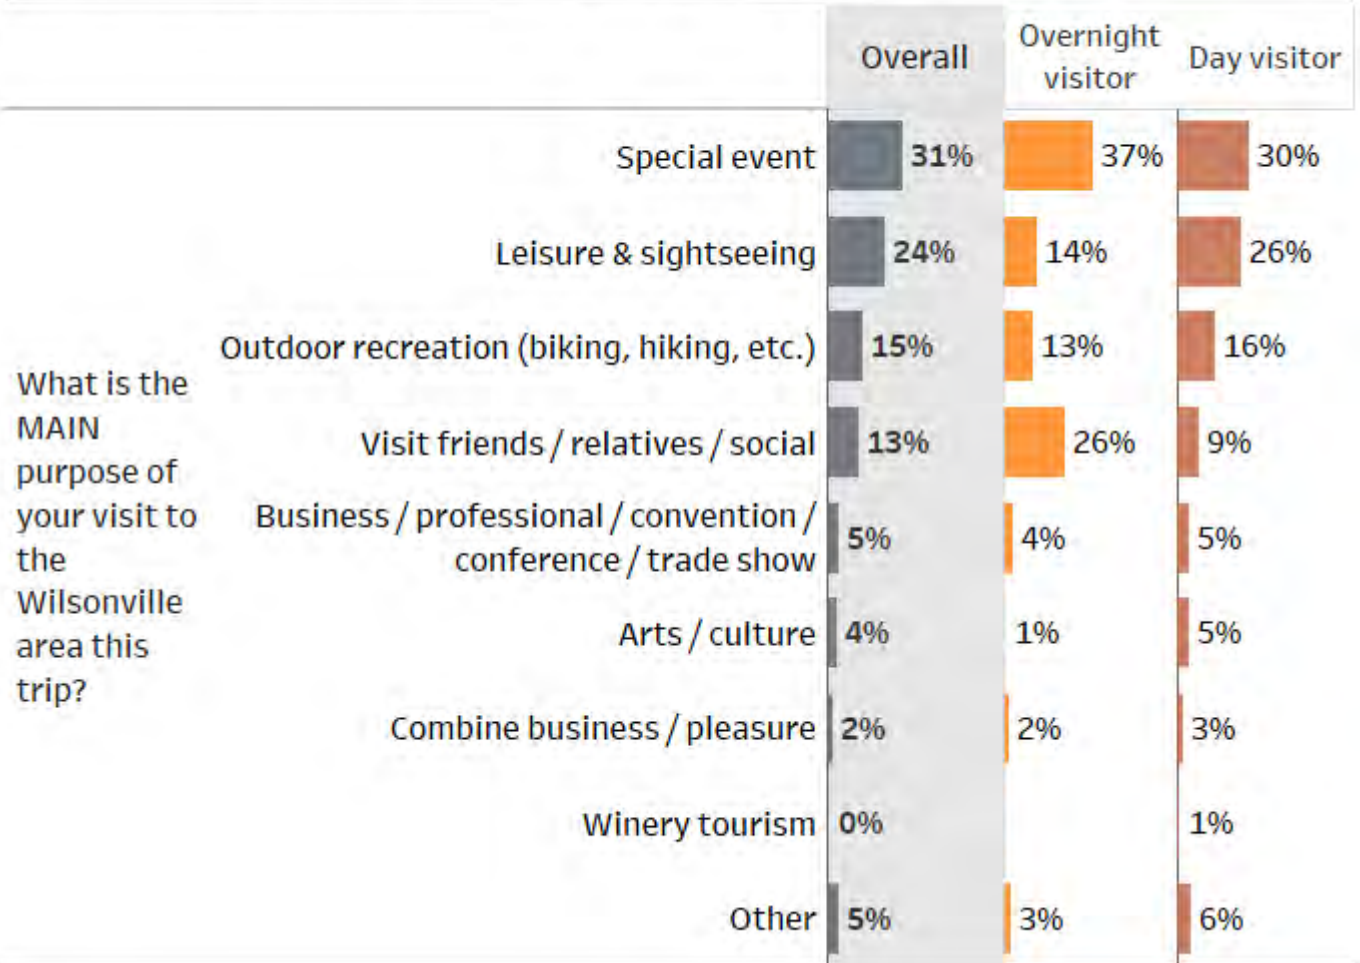 Overall
Overnight
visitor
Day visitor
What is the
MAIN
purpose of
your visit to
the
Wilsonville
area this
trip?
Special event 31% 37% 30%
Leisure & sightseeing 24% 14% 26%
Outdoor recreation (biking, hiking, etc.) 15% 13% 16%
Visit friends / relatives / social 13% 26% 9%
Business / professional / convention /
conference / trade show 5% 4% 5%
Arts / culture 4% 1% 5%
Combine business / pleasure 2% 2% 3%
Winery tourism 0% 1%
Other 5% 3% 6%